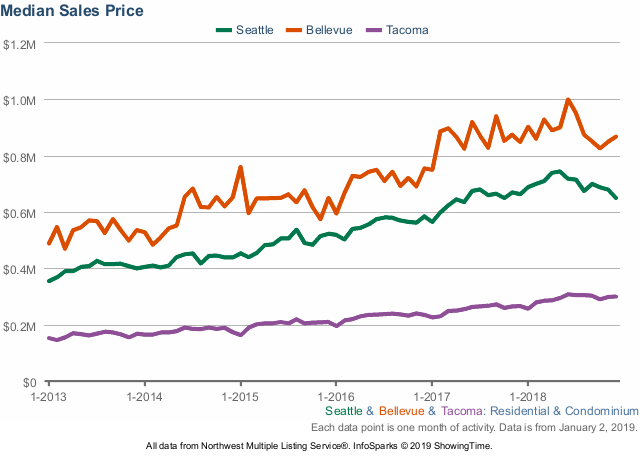 Median Sales Price
Seattle Bellevue Tacoma
$1.2M
$1.0M
$0.8M
$0.6M
$0.4M
$0.2M
$0
1-2013 1-2014 1-2015 1-2016 1-2017 1-2018
Seattle & Bellevue & Tacoma: Residential & Condominium
Each data point is one month of activity. Data is from January 2, 2019.
All data from Northwest Multiple Listing Service®. InfoSparks © 2019 ShowingTime.